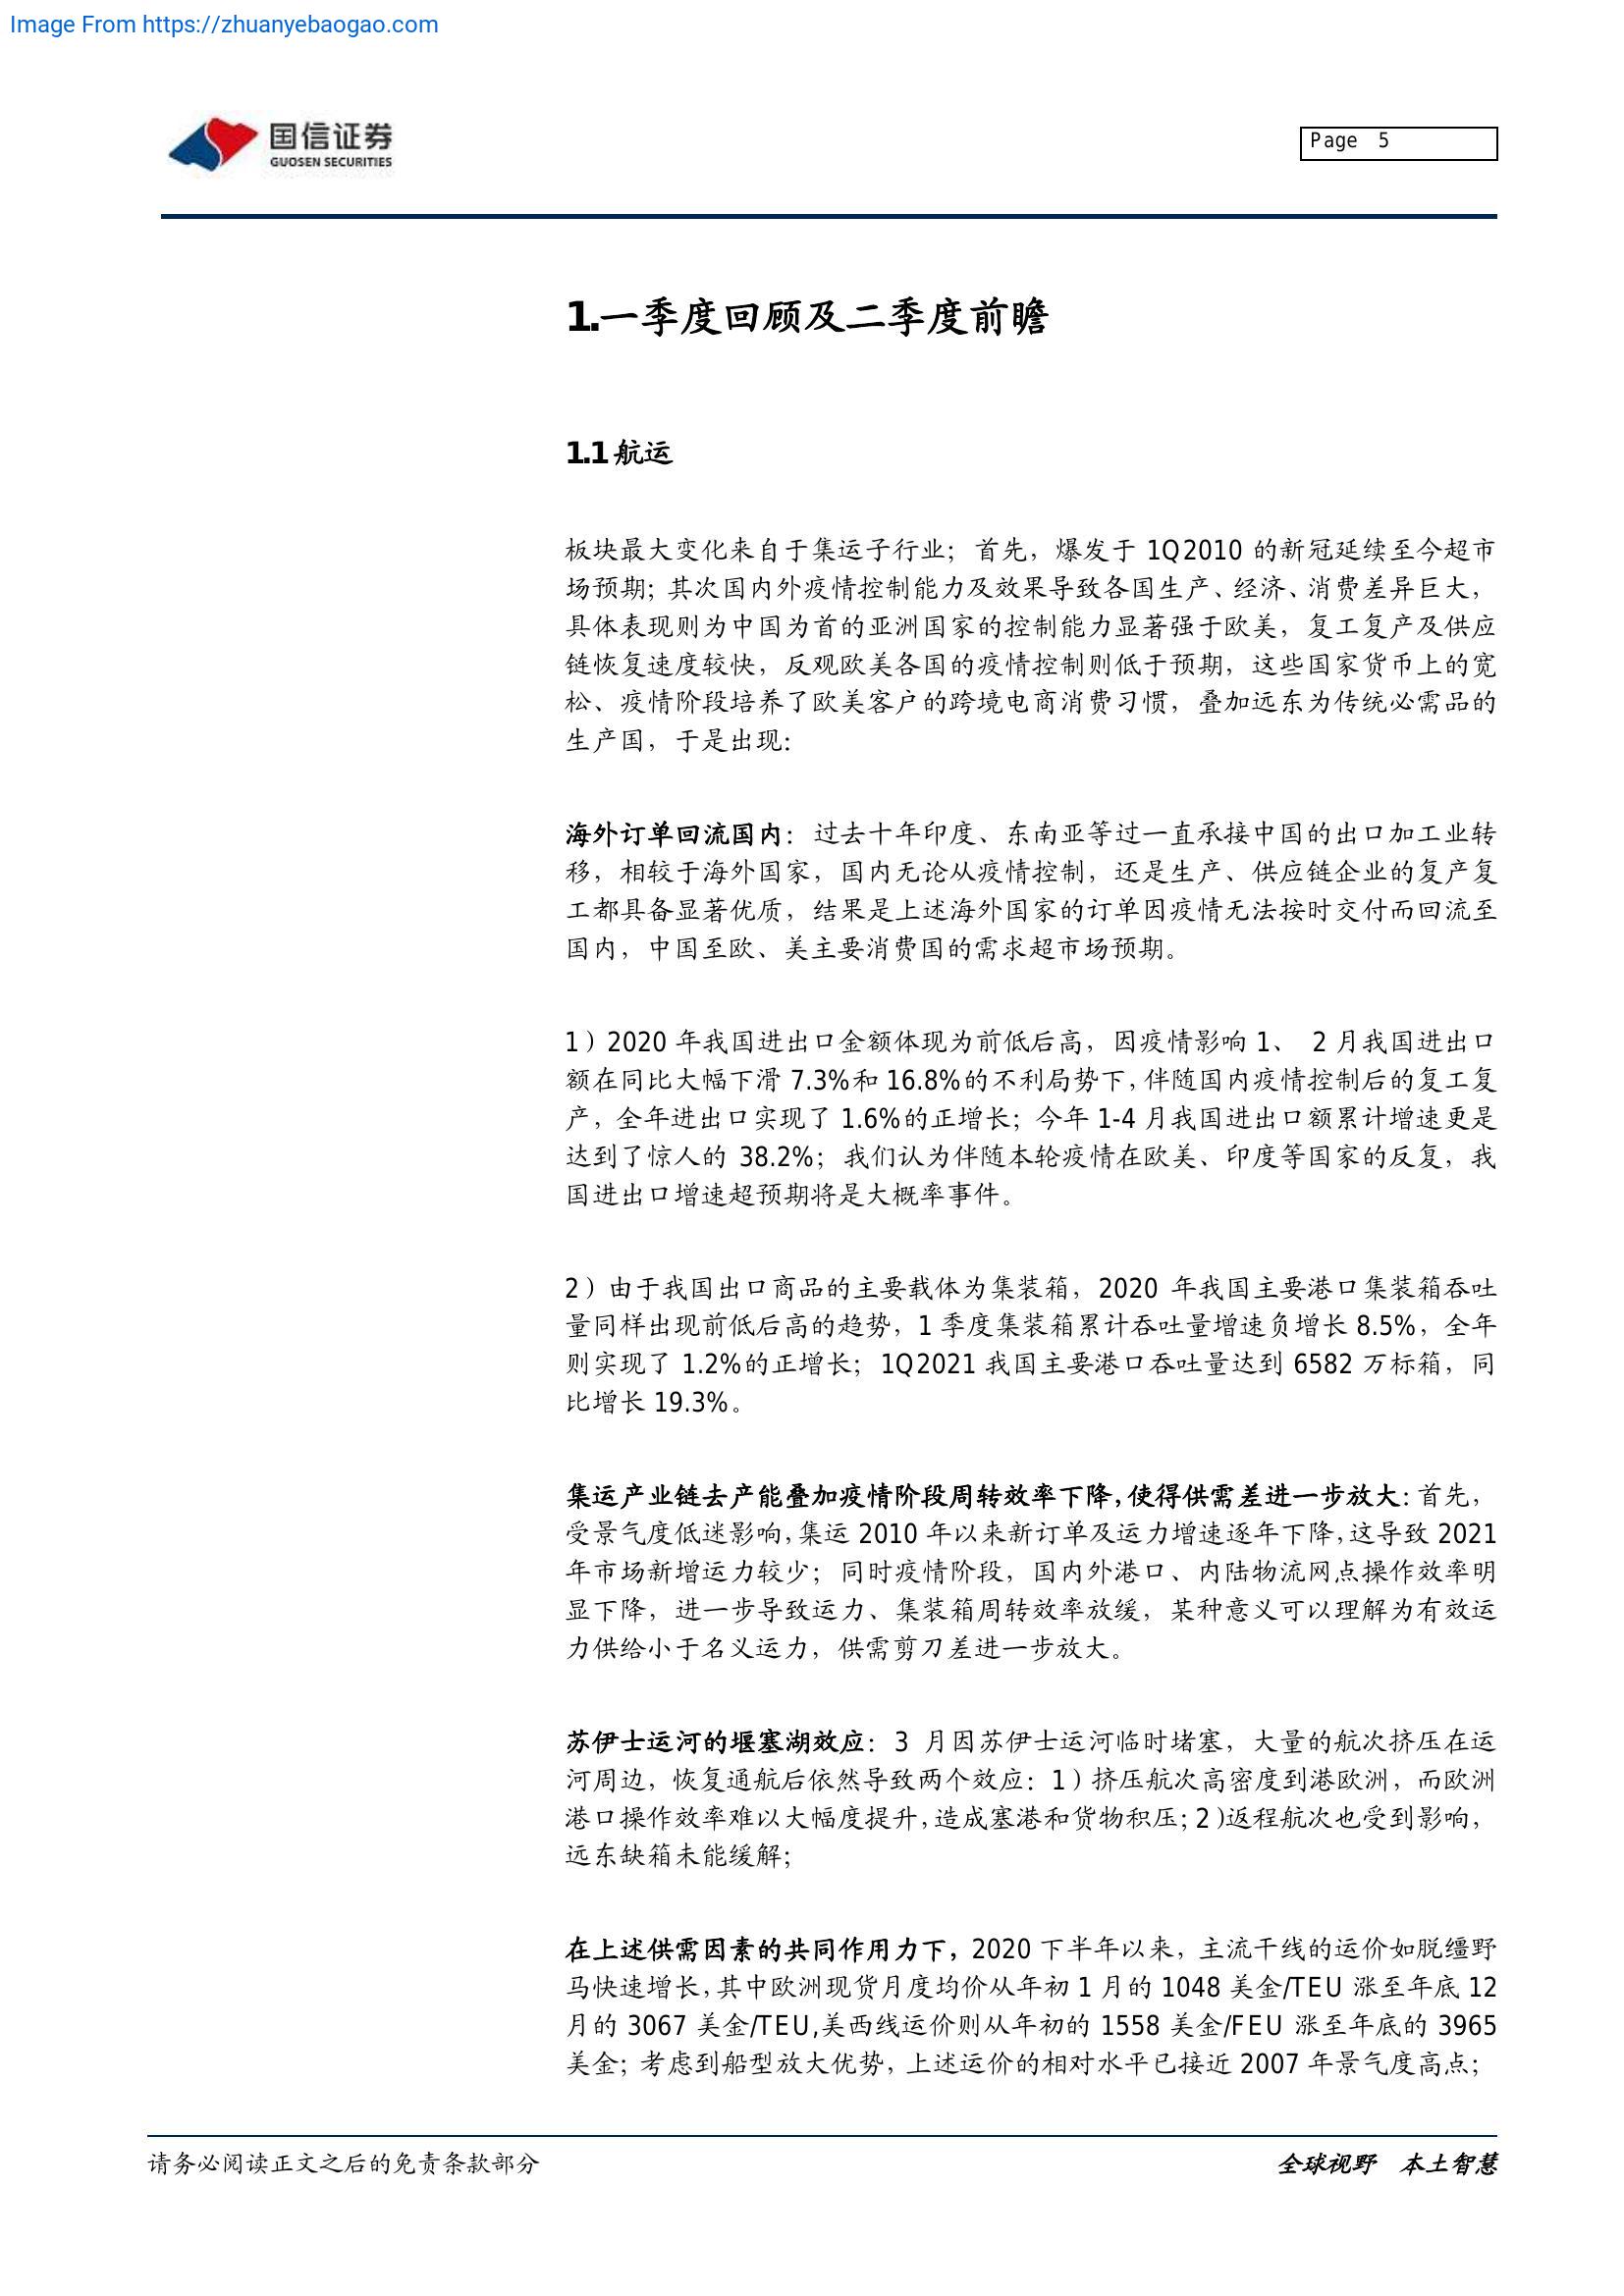 Image From https://zhuanyebaogao.com
国信证券
GUOSEN SECURITIES
Page 5
1.一季度回顾及二季度前瞻
1.1 航运
板块最大变化来自于集运子行业；首先，爆发于 1Q2010 的新冠延续至今超市
场预期；其次国内外疫情控制能力及效果导致各国生产、经济、消费差异巨大，
具体表现则为中国为首的亚洲国家的控制能力显著强于欧美，复工复产及供应
链恢复速度较快，反观欧美各国的疫情控制则低于预期，这些国家货币上的宽
松、疫情阶段培养了欧美客户的跨境电商消费习惯，叠加远东为传统必需品的
生产国，于是出现：
海外订单回流国内：过去十年印度、东南亚等过一直承接中国的出口加工业转
移，相较于海外国家，国内无论从疫情控制，还是生产、供应链企业的复产复
工都具备显著优质，结果是上述海外国家的订单因疫情无法按时交付而回流至
国内，中国至欧、美主要消费国的需求超市场预期。
1）2020 年我国进出口金额体现为前低后高，因疫情影响 1、 2 月我国进出口
额在同比大幅下滑 7.3%和 16.8%的不利局势下，伴随国内疫情控制后的复工复
产，全年进出口实现了 1.6%的正增长；今年 1-4 月我国进出口额累计增速更是
达到了惊人的 38.2%；我们认为伴随本轮疫情在欧美、印度等国家的反复，我
国进出口增速超预期将是大概率事件。
2）由于我国出口商品的主要载体为集装箱，2020 年我国主要港口集装箱吞吐
量同样出现前低后高的趋势，1 季度集装箱累计吞吐量增速负增长 8.5%，全年
则实现了 1.2%的正增长；1Q2021 我国主要港口吞吐量达到 6582 万标箱，同
比增长 19.3%。
集运产业链去产能叠加疫情阶段周转效率下降，使得供需差进一步放大：首先，
受景气度低迷影响，集运 2010 年以来新订单及运力增速逐年下降，这导致 2021
年市场新增运力较少；同时疫情阶段，国内外港口、内陆物流网点操作效率明
显下降，进一步导致运力、集装箱周转效率放缓，某种意义可以理解为有效运
力供给小于名义运力，供需剪刀差进一步放大。
苏伊士运河的堰塞湖效应：3 月因苏伊士运河临时堵塞，大量的航次挤压在运
河周边，恢复通航后依然导致两个效应：1）挤压航次高密度到港欧洲，而欧洲
港口操作效率难以大幅度提升，造成塞港和货物积压；2）返程航次也受到影响，
远东缺箱未能缓解；
在上述供需因素的共同作用力下，2020 下半年以来，主流干线的运价如脱缰野
马快速增长，其中欧洲现货月度均价从年初 1 月的 1048 美金/TEU 涨至年底 12
月的 3067 美金/TEU,美西线运价则从年初的 1558 美金/FEU 涨至年底的 3965
美金；考虑到船型放大优势，上述运价的相对水平已接近 2007 年景气度高点；
请务必阅读正文之后的免责条款部分
全球视野 本土智慧